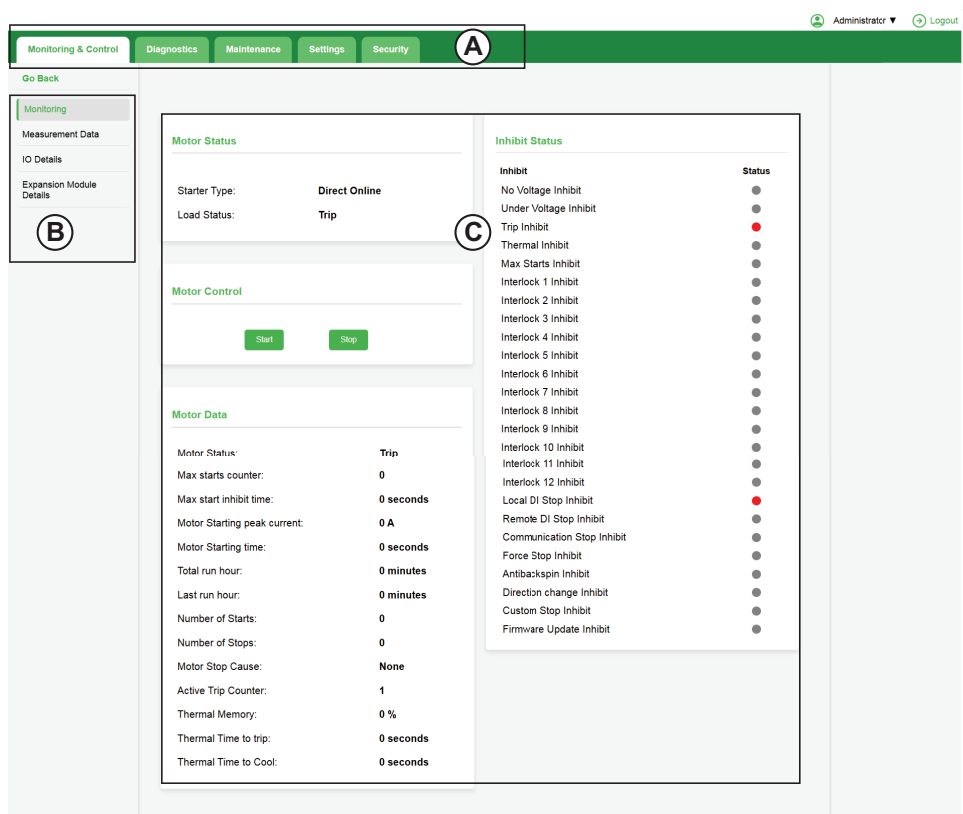 Administrator ▼ Logout
Monitoring & Control Diagnostics Maintenance Settings Security A
Go Back
Monitoring
Measurement Data
IO Details
Expansion Module
Details
B
Motor Status
Starter Type: Direct Online
Load Status: Trip
C
Motor Control
Start Stop
Motor Data
Motor Status: Trip
Max starts counter: 0
Max start inhibit time: 0 seconds
Motor Starting peak current: 0 A
Motor Starting time: 0 seconds
Total run hour: 0 minutes
Last run hour: 0 minutes
Number of Starts: 0
Number of Stops: 0
Motor Stop Cause: None
Active Trip Counter: 1
Thermal Memory: 0 %
Thermal Time to trip: 0 seconds
Thermal Time to Cool: 0 seconds
Inhibit Status
Inhibit Status
No Voltage Inhibit
Under Voltage Inhibit
Trip Inhibit
Thermal Inhibit
Max Starts Inhibit
Interlock 1 Inhibit
Interlock 2 Inhibit
Interlock 3 Inhibit
Interlock 4 Inhibit
Interlock 5 Inhibit
Interlock 6 Inhibit
Interlock 7 Inhibit
Interlock 8 Inhibit
Interlock 9 Inhibit
Interlock 10 Inhibit
Interlock 11 Inhibit
Interlock 12 Inhibit
Local DI Stop Inhibit
Remote DI Stop Inhibit
Communication Stop Inhibit
Force Stop Inhibit
Antibackspin Inhibit
Direction change Inhibit
Custom Stop Inhibit
Firmware Update Inhibit